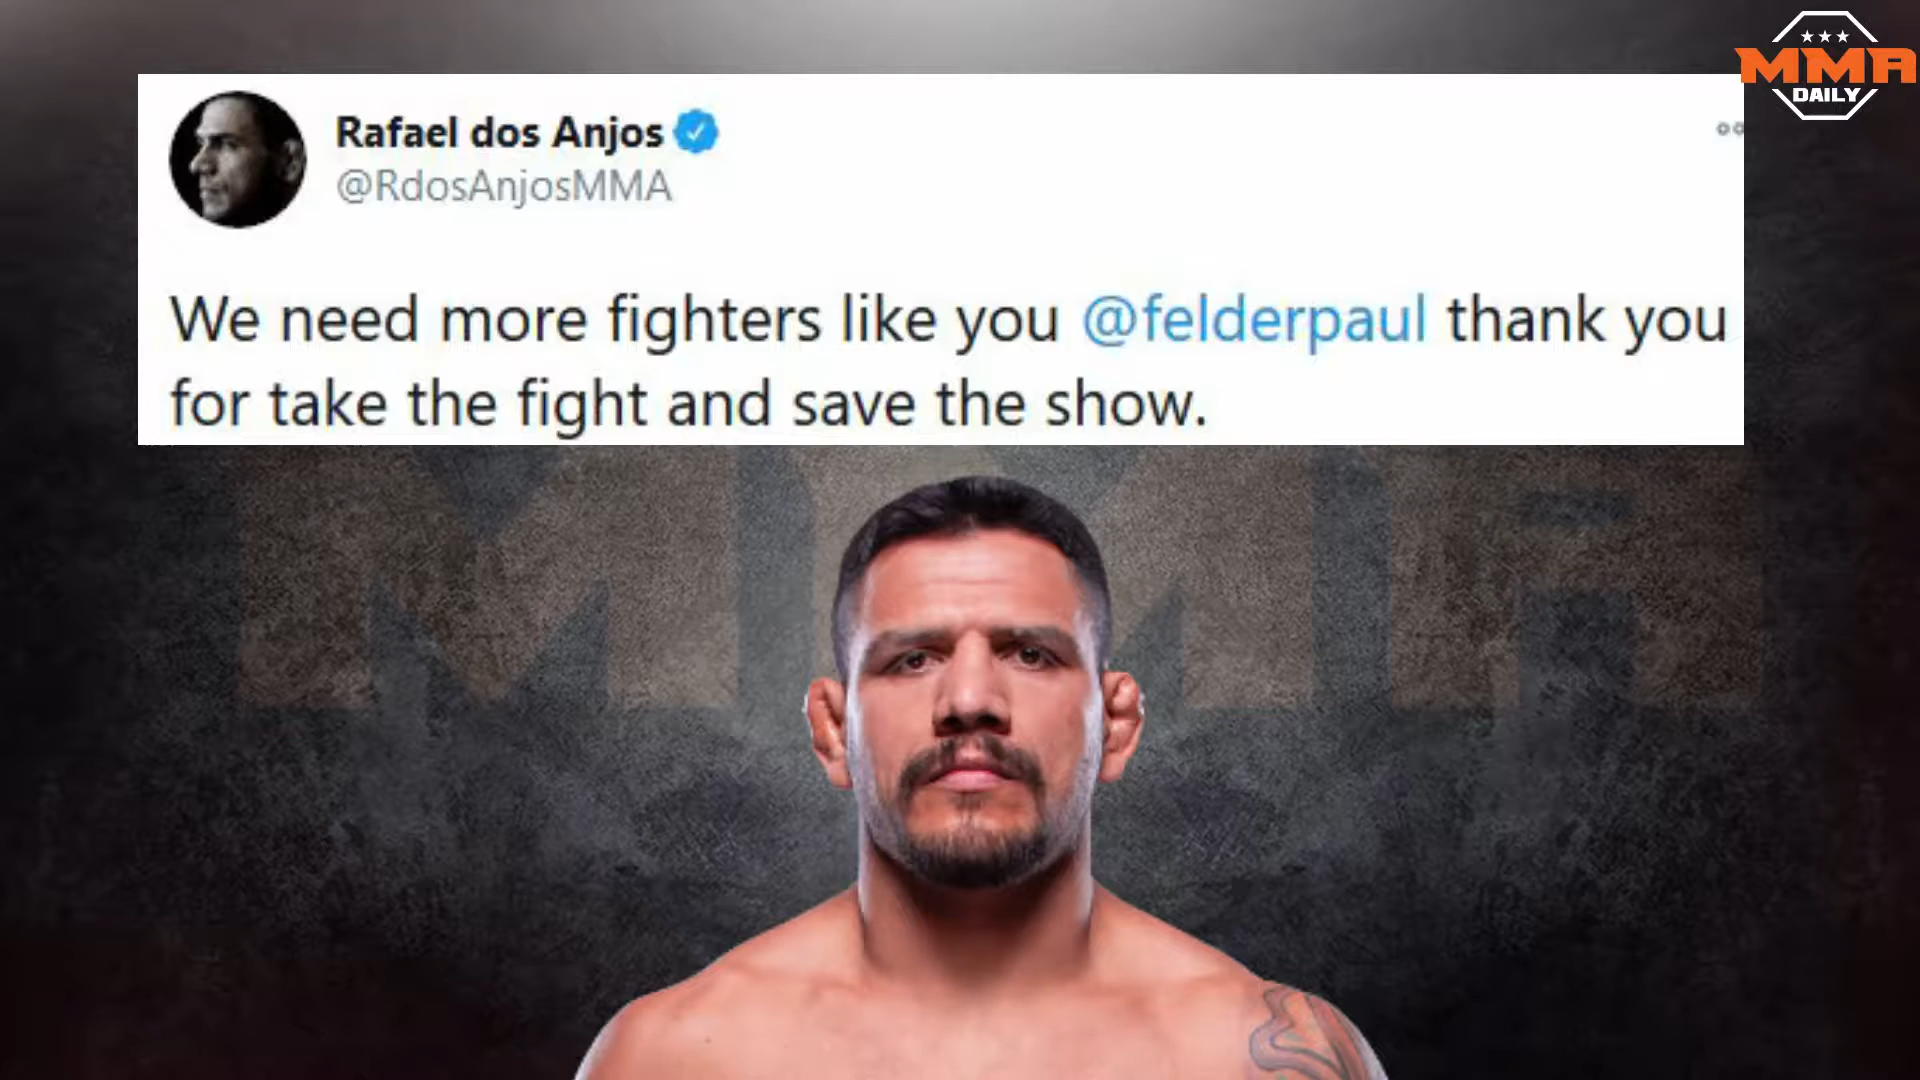 MMA
DAILY
Rafael dos Anjos
@RdosAnjosMMA
We need more fighters like you @felderpaul thank you
for take the fight and save the show.
MMA